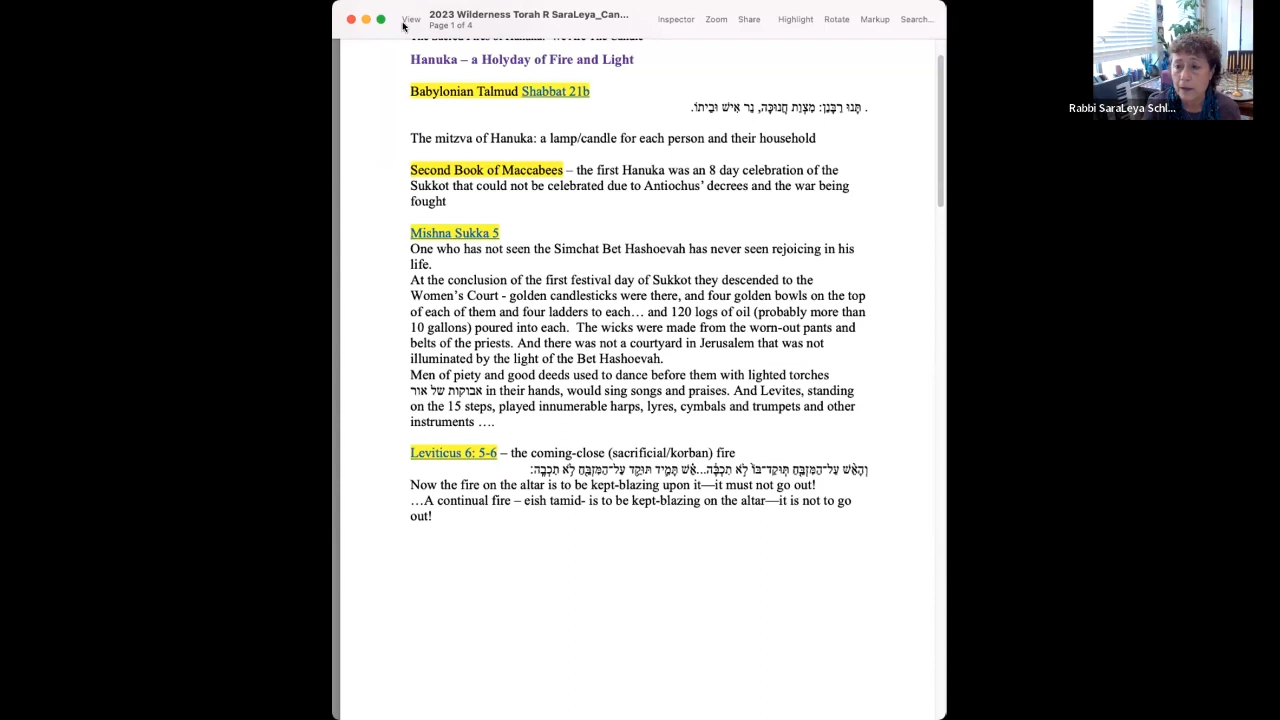 View
2023 Wilderness Torah R SaraLeya_Can...
Page 1 of 4
Inspector Zoom Share Highlight Rotate Markup Search...
Rabbi SaraLeya Schl...
The Sacred Fires of Hanuka: We Are The Candle
Hanuka – a Holyday of Fire and Light
Babylonian Talmud Shabbat 21b
. תָּנוּ רַבָּנַן: מִצְוַת חֲנוּכָּה, נֵר אִישׁ וּבֵיתוֹ.
The mitzva of Hanuka: a lamp/candle for each person and their household
Second Book of Maccabees – the first Hanuka was an 8 day celebration of the
Sukkot that could not be celebrated due to Antiochus’ decrees and the war being
fought
Mishna Sukka 5
One who has not seen the Simchat Bet Hashoevah has never seen rejoicing in his
life.
At the conclusion of the first festival day of Sukkot they descended to the
Women’s Court - golden candlesticks were there, and four golden bowls on the top
of each of them and four ladders to each… and 120 logs of oil (probably more than
10 gallons) poured into each.  The wicks were made from the worn-out pants and
belts of the priests. And there was not a courtyard in Jerusalem that was not
illuminated by the light of the Bet Hashoevah.
Men of piety and good deeds used to dance before them with lighted torches
אבוקות של אור in their hands, would sing songs and praises. And Levites, standing
on the 15 steps, played innumerable harps, lyres, cymbals and trumpets and other
instruments ….
Leviticus 6: 5-6 – the coming-close (sacrificial/korban) fire
וְהָאֵ֨שׁ עַל־הַמִּזְבֵּ֤חַ תּֽוּקַד־בּוֹ֙ לֹ֣א תִכְבֶּ֔ה...אֵ֗שׁ תָּמִ֛יד תּוּקַ֥ד עַל־הַמִּזְבֵּ֖חַ לֹ֥א תִכְבֶֽה׃
Now the fire on the altar is to be kept-blazing upon it—it must not go out!
…A continual fire – eish tamid- is to be kept-blazing on the altar—it is not to go
out!